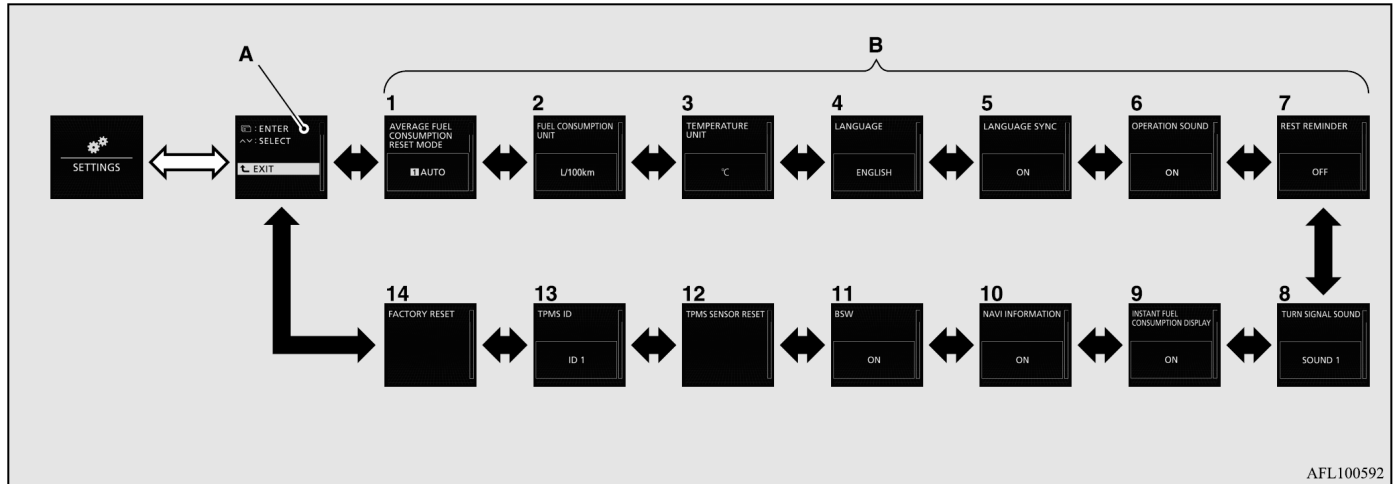 A
B
SETTINGS
: ENTER
: SELECT
EXIT
1
AVERAGE FUEL
CONSUMPTION
RESET MODE
1 AUTO
2
FUEL CONSUMPTION
UNIT
L/100km
3
TEMPERATURE
UNIT
℃
4
LANGUAGE
ENGLISH
5
LANGUAGE SYNC
ON
6
OPERATION SOUND
ON
7
REST REMINDER
OFF
14
FACTORY RESET
13
TPMS ID
ID 1
12
TPMS SENSOR RESET
11
BSW
ON
10
NAVI INFORMATION
ON
9
INSTANT FUEL
CONSUMPTION DISPLAY
ON
8
TURN SIGNAL SOUND
SOUND 1
AFL100592